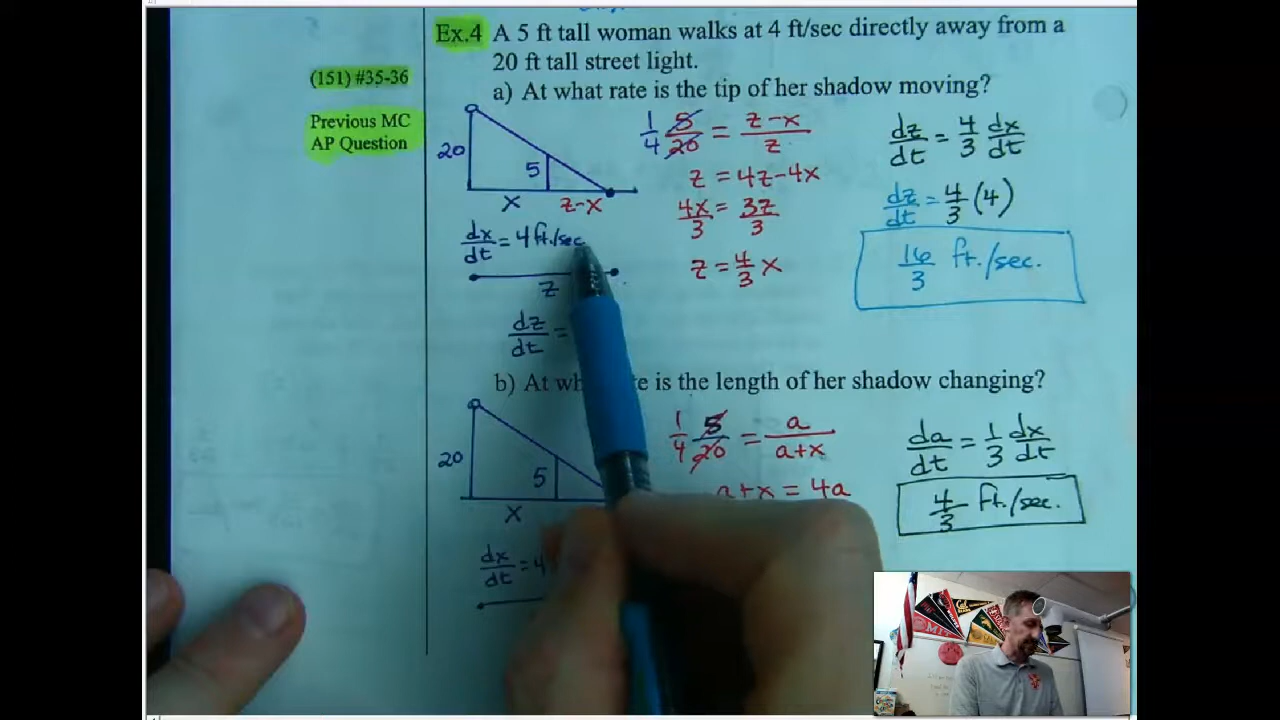 Ex.4 A 5 ft tall woman walks at 4 ft/sec directly away from a
20 ft tall street light.
(151) #35-36
a) At what rate is the tip of her shadow moving?
Previous MC
AP Question
20
5
x
z-x
dx/dt = 4 ft./sec
z
dz/dt =
1/4 5/20 = z-x/z
z = 4z-4x
4x/3 = 3z/3
z = 4/3 x
dz/dt = 4/3 dx/dt
dz/dt = 4/3 (4)
16/3 ft./sec.
b) At wh e is the length of her shadow changing?
20
5
x
dx/dt = 4
1/4 5/20 = a/a+x
a+x = 4a
da/dt = 1/3 dx/dt
4/3 ft./sec.
MIT
CAL